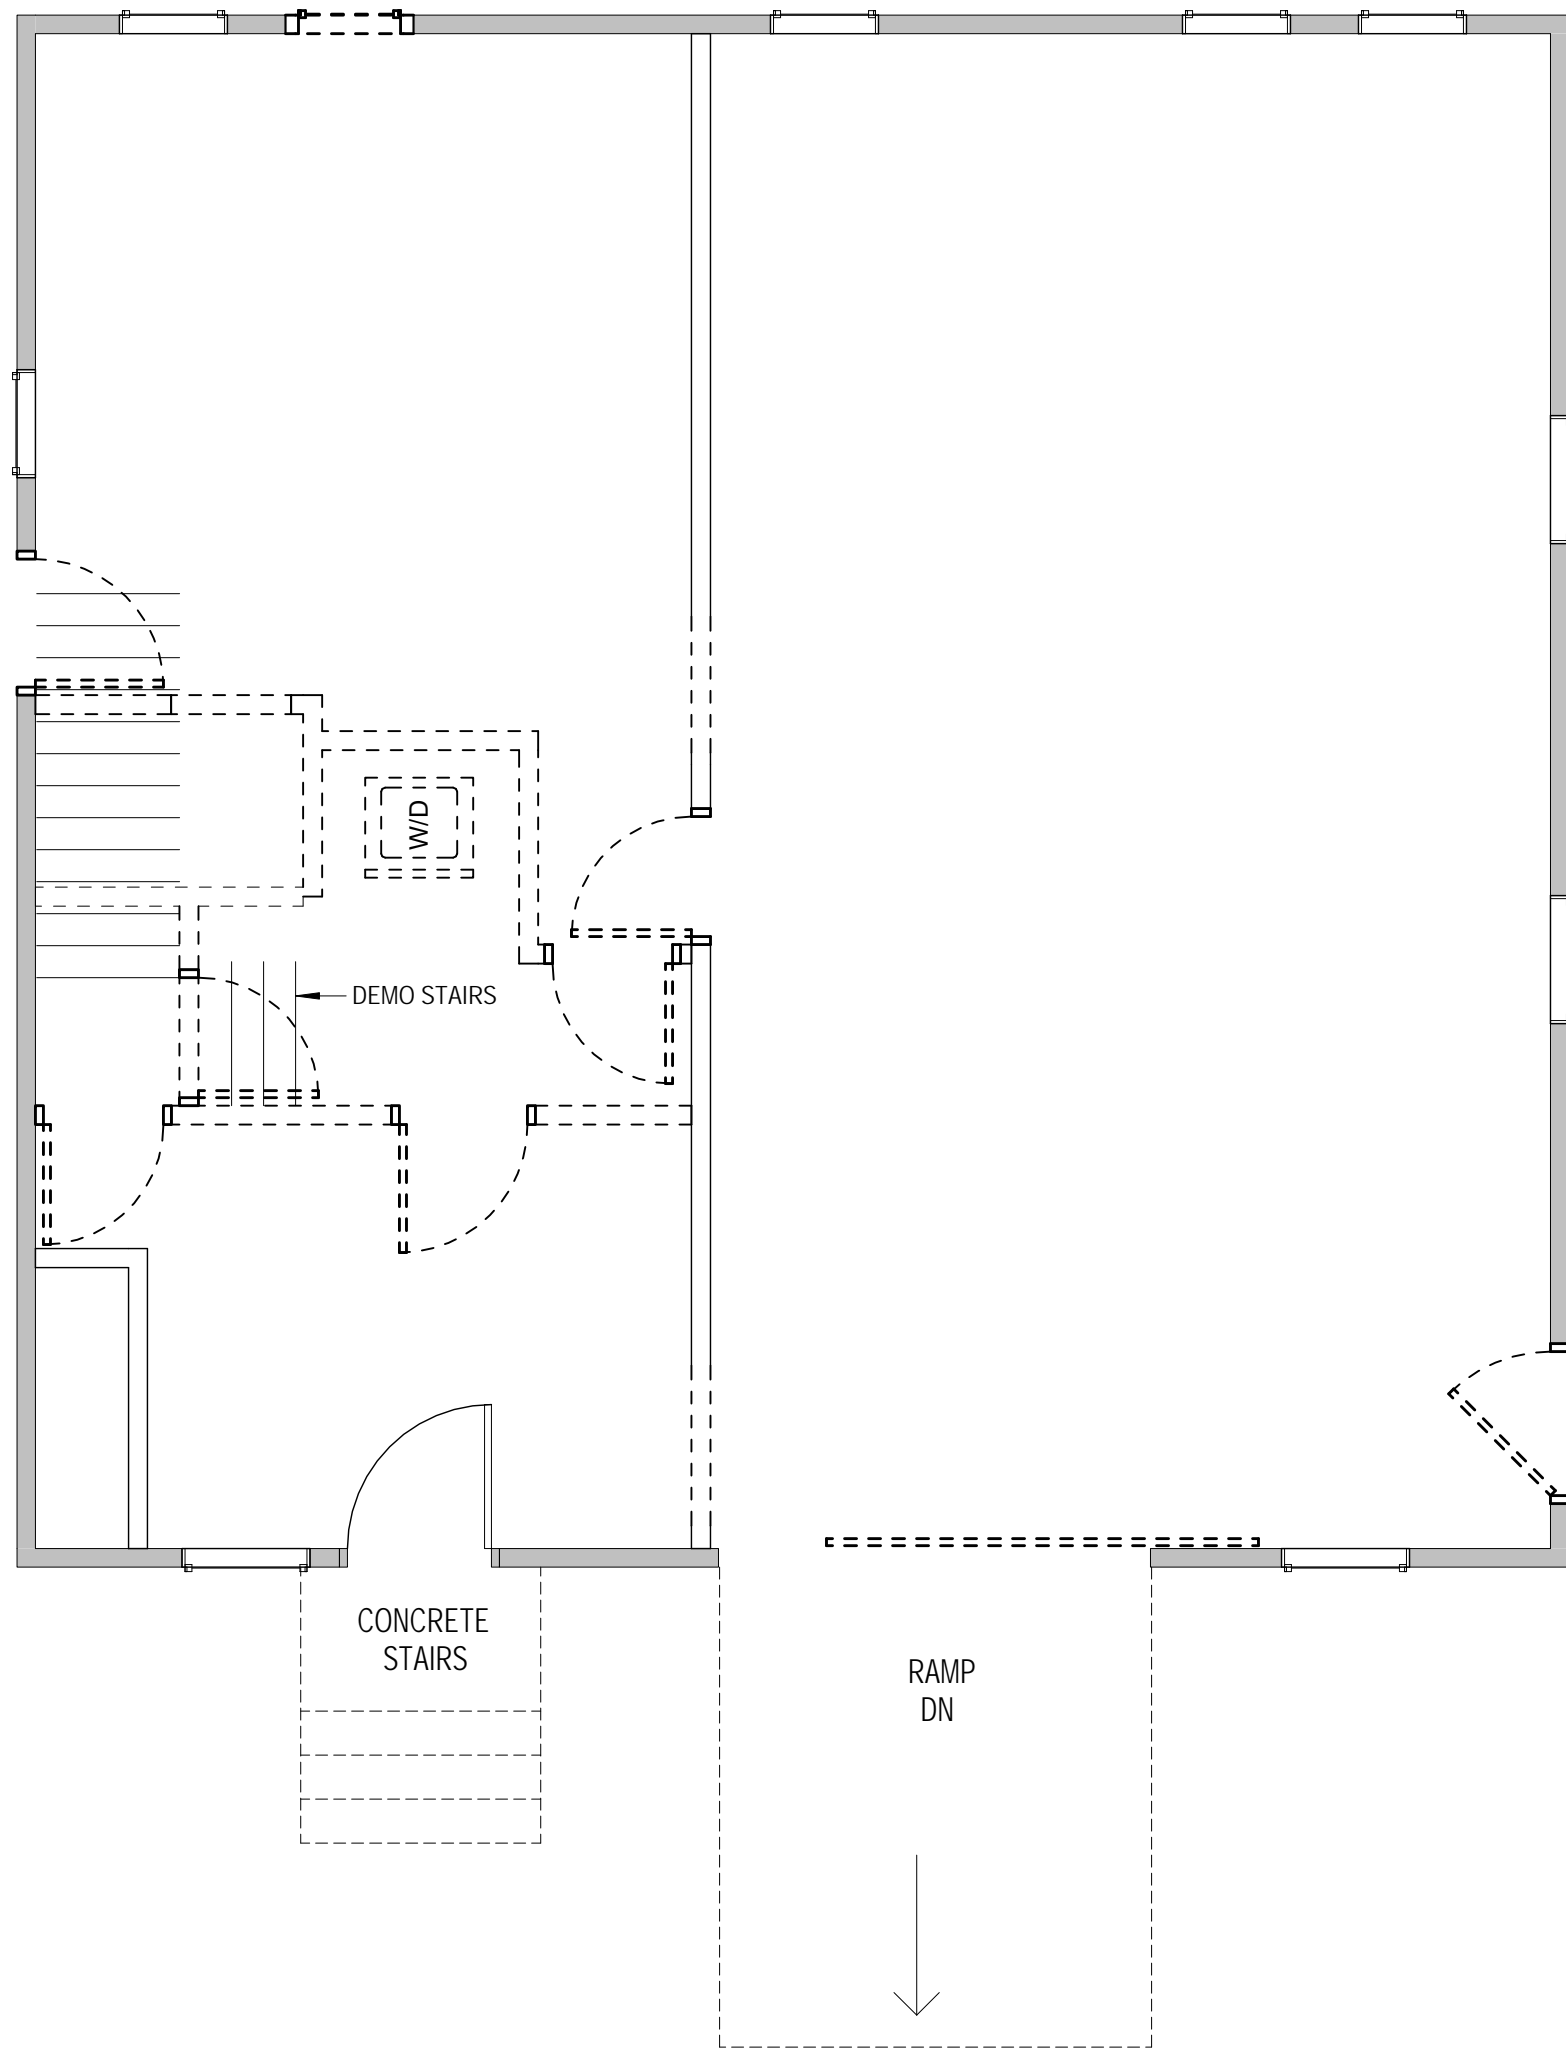 W/D
DEMO STAIRS
CONCRETE
STAIRS
RAMP
DN